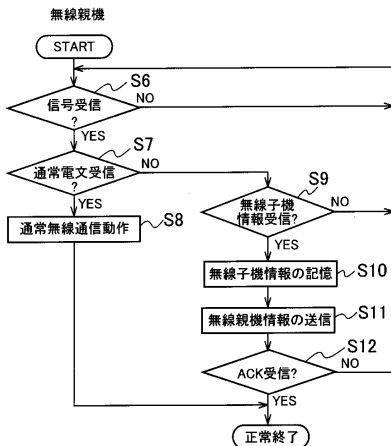 無線親機
START
S6
信号受信
?
NO
YES
S7
通常電文受信
?
NO
YES
S8
通常無線通信動作
S9
無線子機
情報受信?
NO
YES
S10
無線子機情報の記憶
S11
無線親機情報の送信
S12
ACK受信?
NO
YES
正常終了